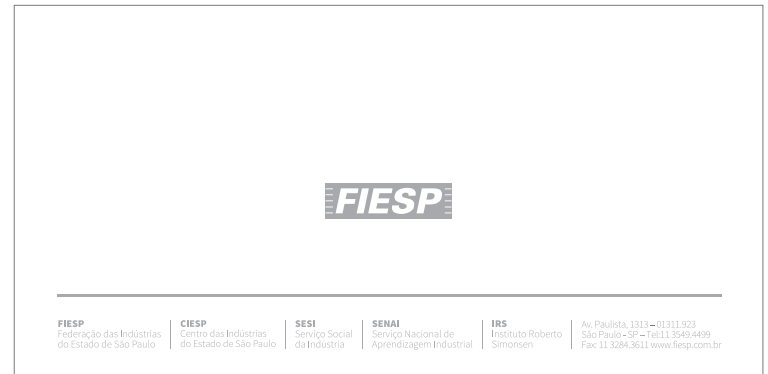 FIESP
FIESP
Federação das Indústrias
do Estado de São Paulo
CIESP
Centro das Indústrias
do Estado de São Paulo
SESI
Serviço Social
da Indústria
SENAI
Serviço Nacional de
Aprendizagem Industrial
IRS
Instituto Roberto
Simonsen
Av. Paulista, 1313 – 01311.923
São Paulo – SP – Tel:11 3549.4499
Fax: 11 3284.3611 www.fiesp.com.br